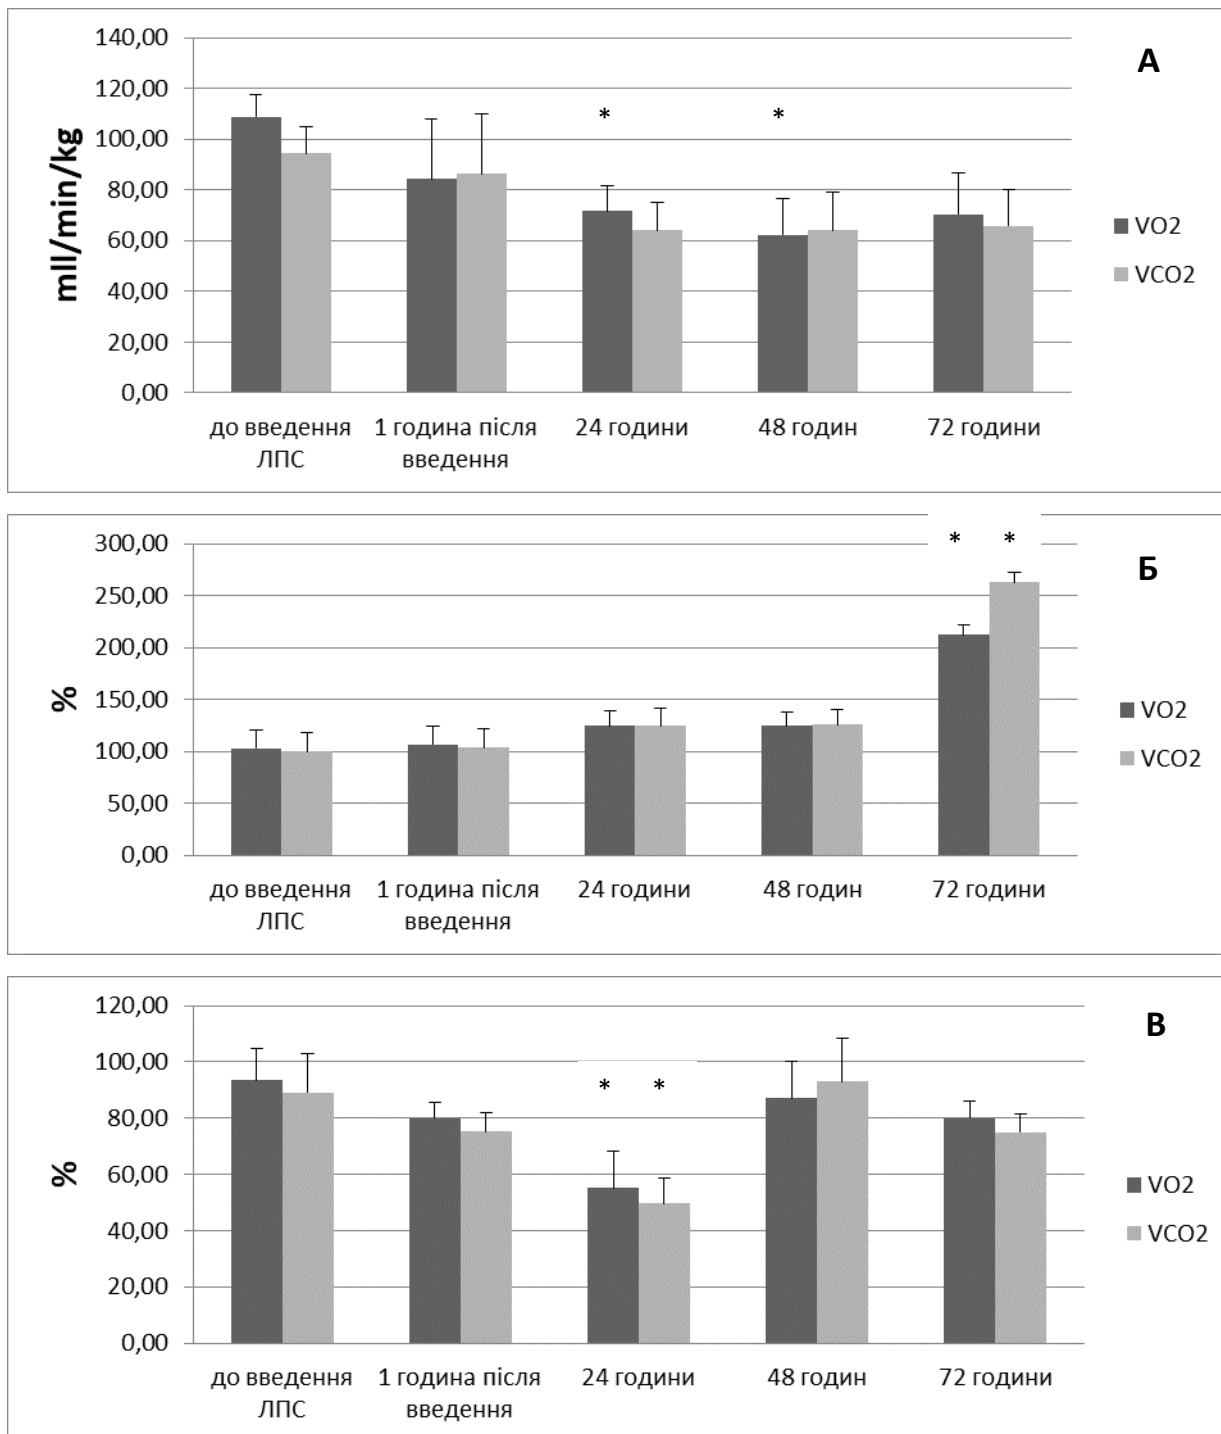 140,00
120,00
100,00
80,00
60,00
40,00
20,00
0,00
mll/min/kg
* *
А
VO2
VCO2
до введення
ЛПС
1 година після
введення
24 години
48 годин
72 години
300,00
250,00
200,00
150,00
100,00
50,00
0,00
%
* *
Б
VO2
VCO2
до введення
ЛПС
1 година після
введення
24 години
48 годин
72 години
120,00
100,00
80,00
60,00
40,00
20,00
0,00
%
* *
В
VO2
VCO2
до введення
ЛПС
1 година після
введення
24 години
48 годин
72 години